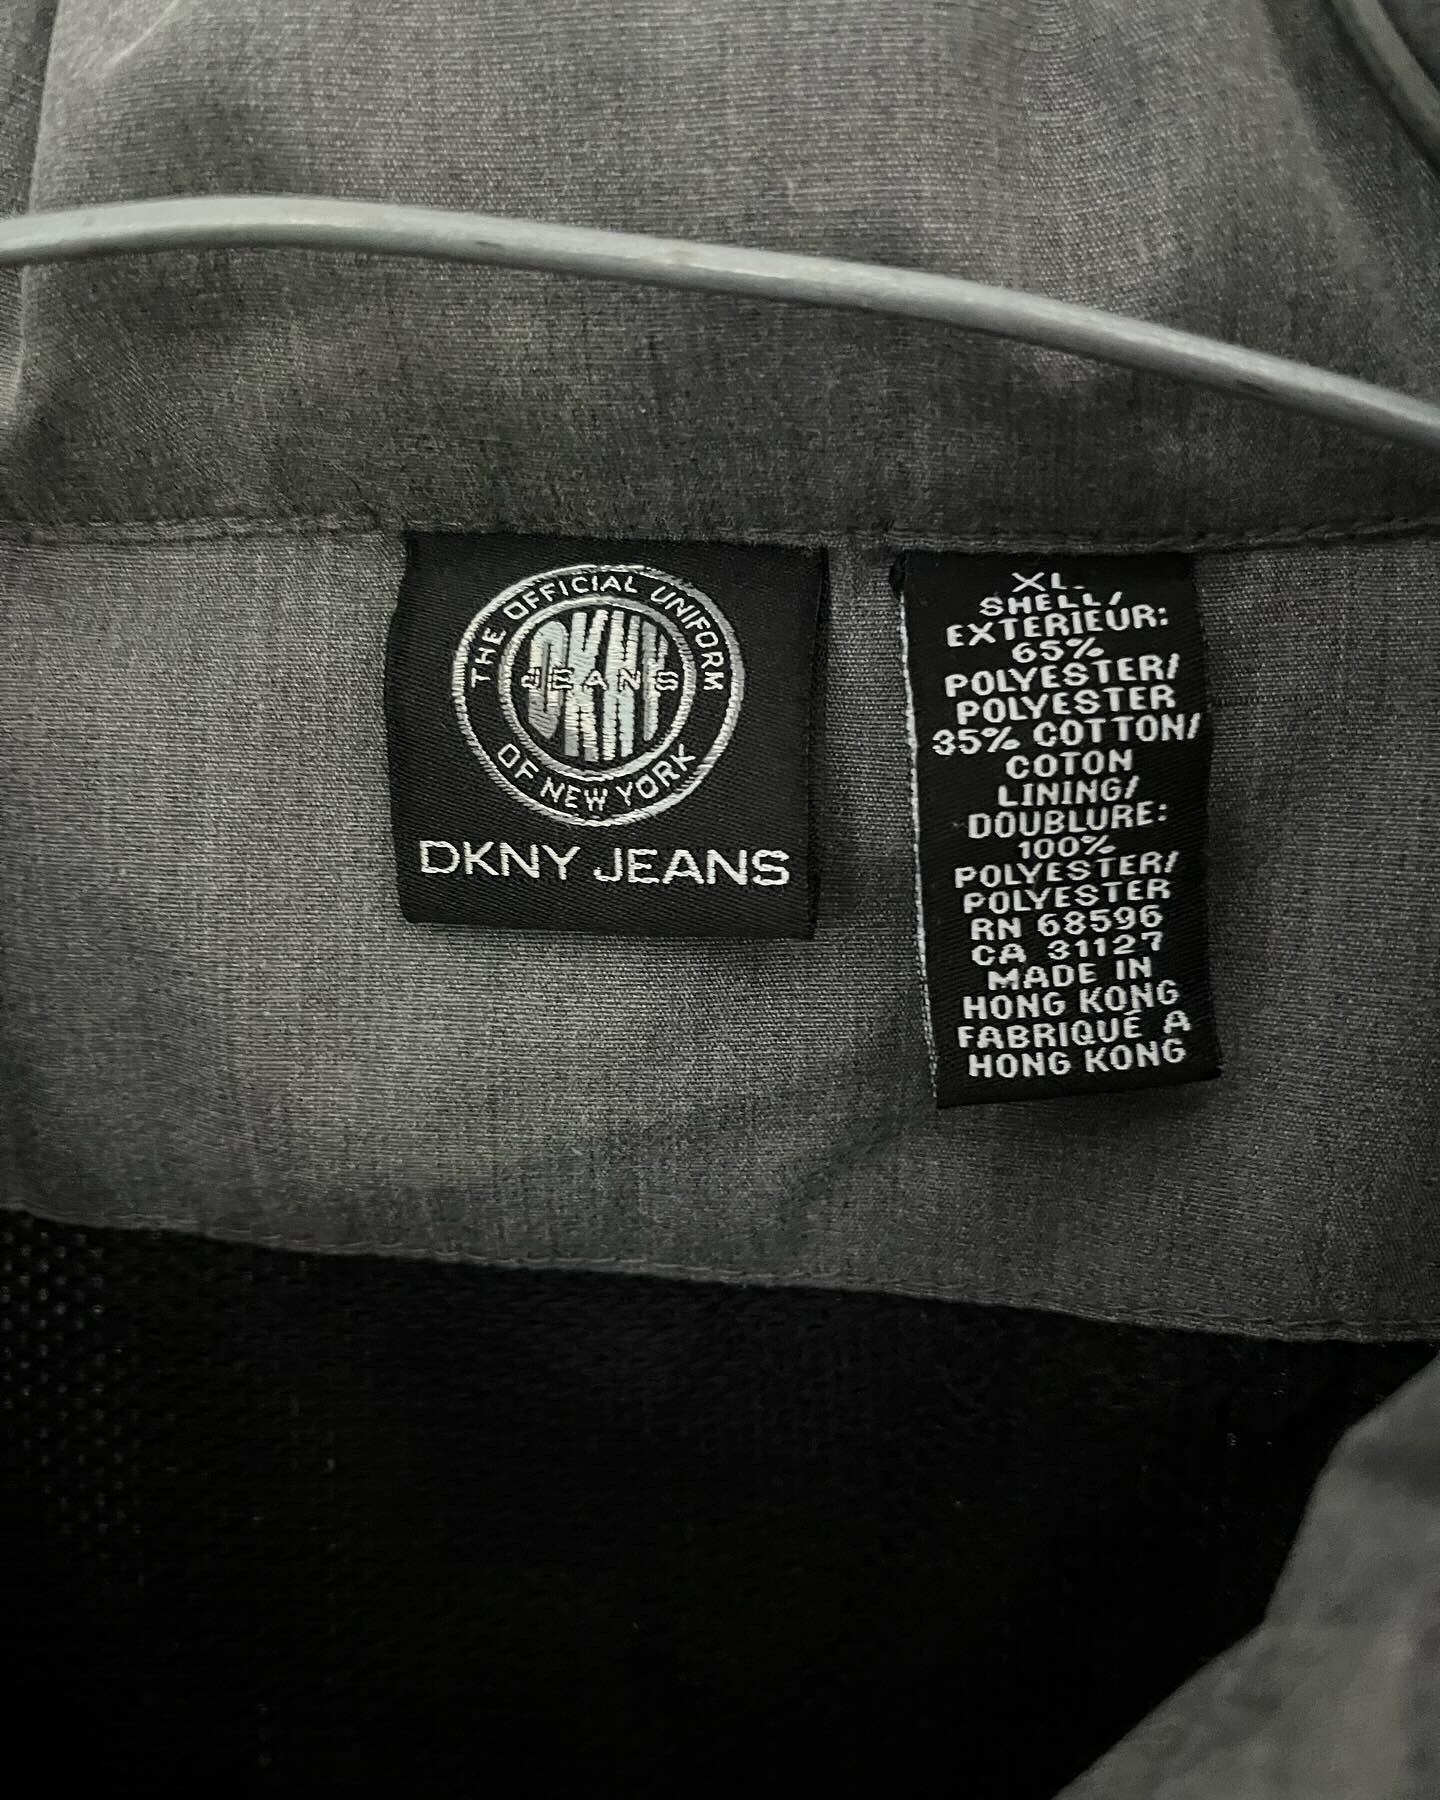 THE OFFICIAL UNIFORM
DKNY
JEANS
OF NEW YORK
DKNY JEANS
XL.
SHELL/
EXTERIEUR:
65%
POLYESTER/
POLYESTER
35% COTTON/
COTON
LINING/
DOUBLURE:
100%
POLYESTER/
POLYESTER
RN 68596
CA 31127
MADE IN
HONG KONG
FABRIQUÉ A
HONG KONG